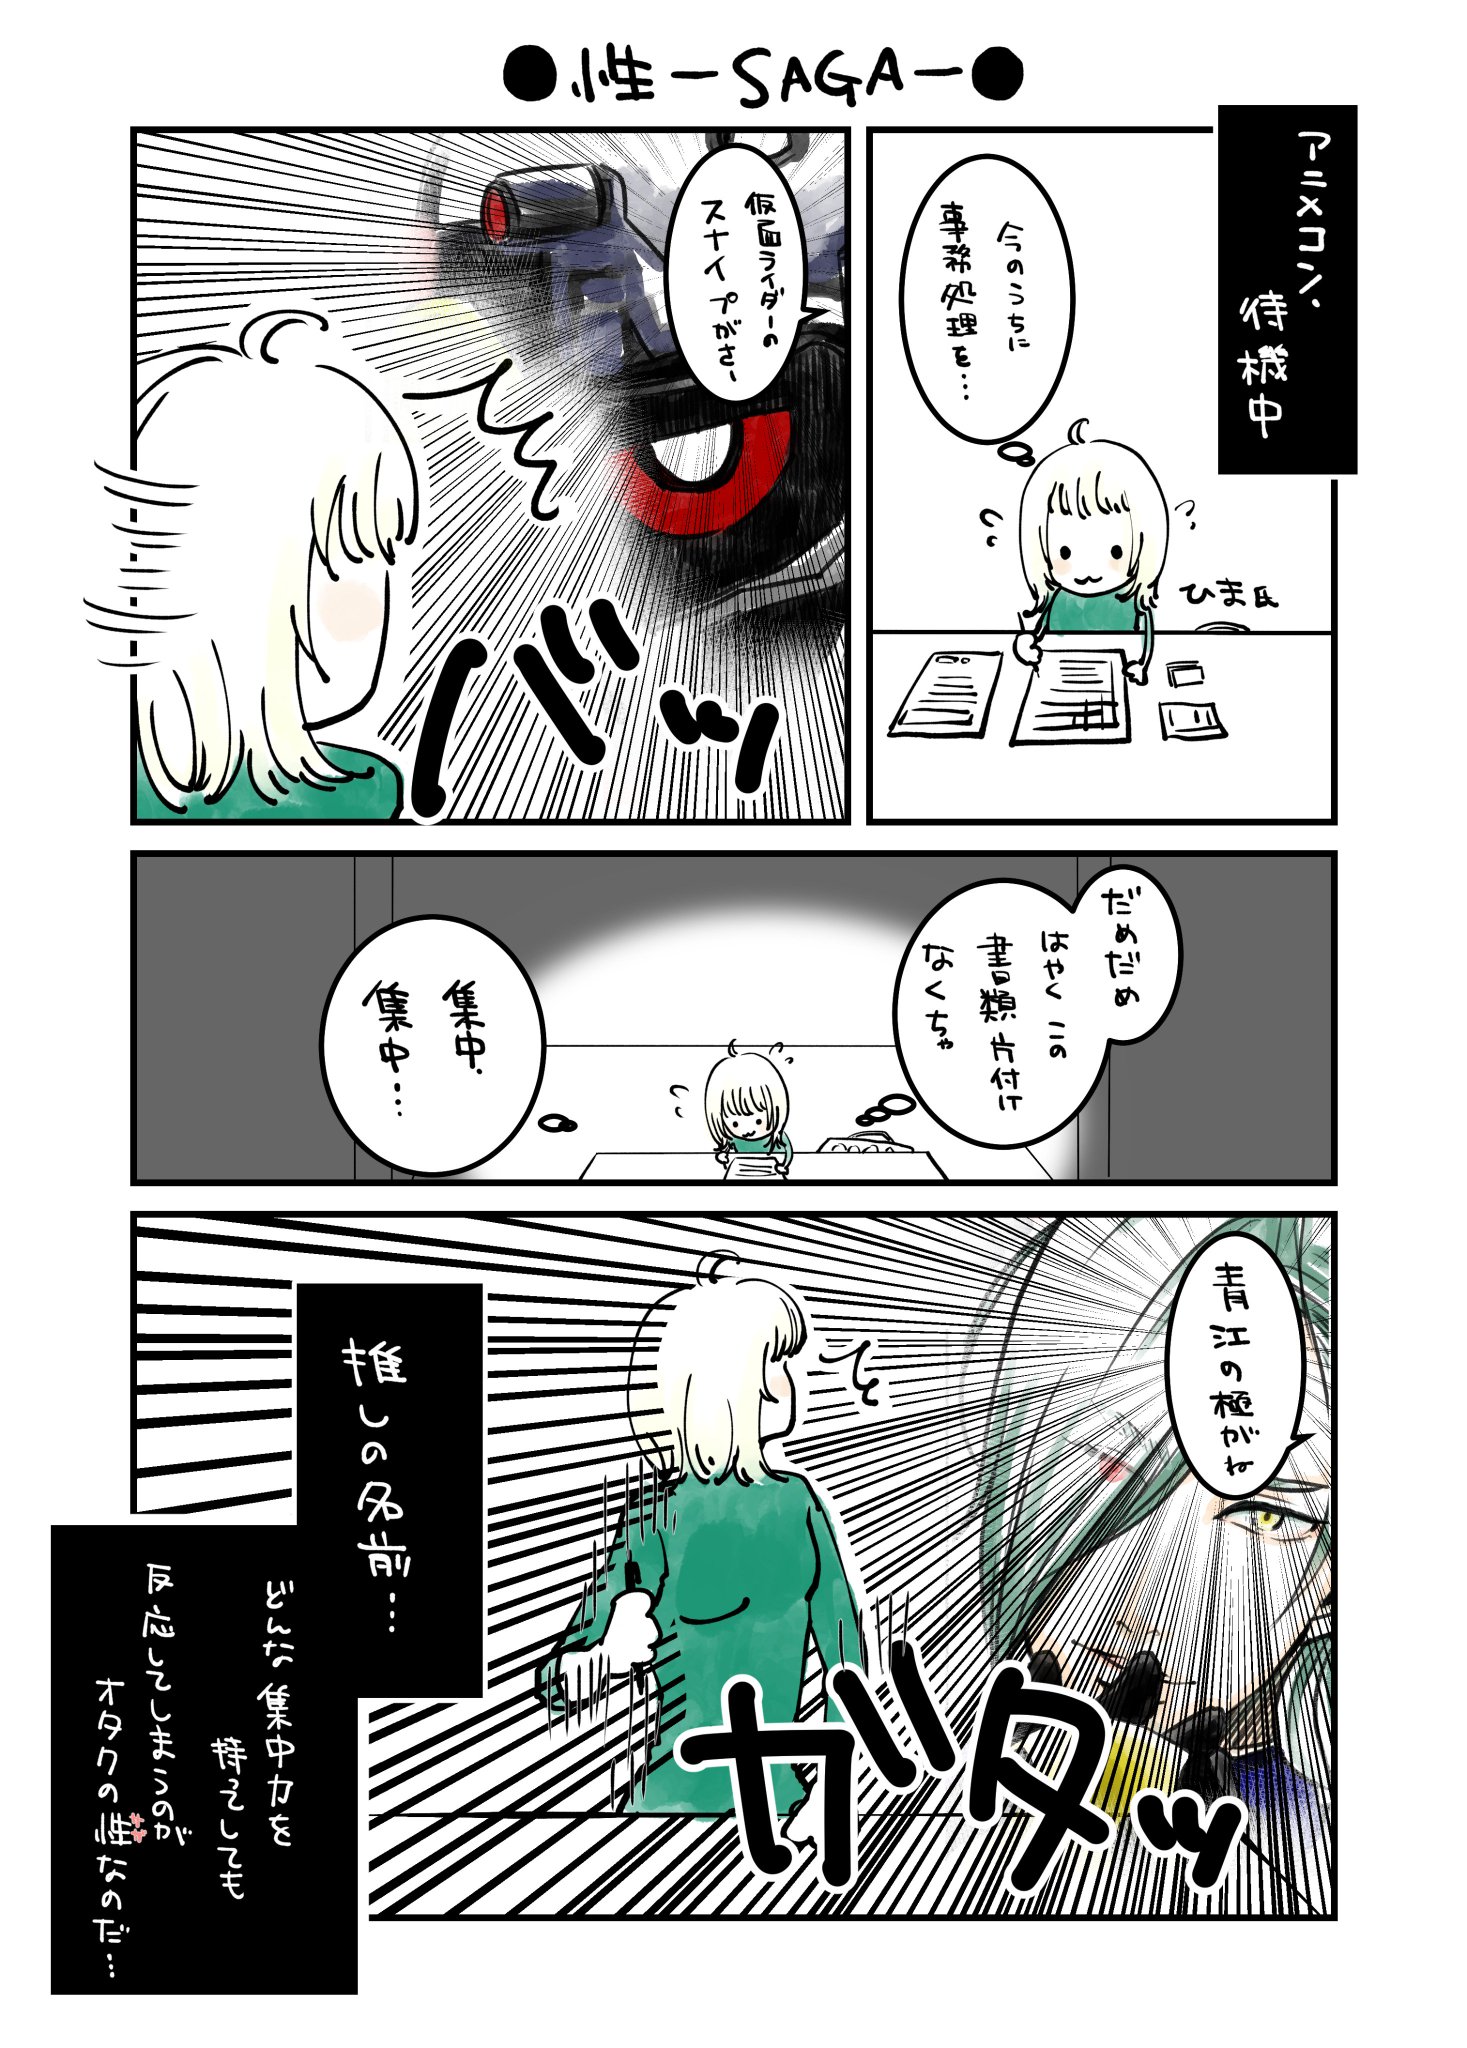 ●性-SAGA-●
アニメコン、
待機中
今のうちに
事務処理を…
ひま氏
仮面ライダーの
スナイプがさー
バッ
だめだめ
はやくこの
書類片付け
なくちゃ
集中、
集中…
青江の極がね
ガタッ
推しの名前…
どんな集中力を
持ってしても
反応してしまうのが
オタクの性なのだ…
さが